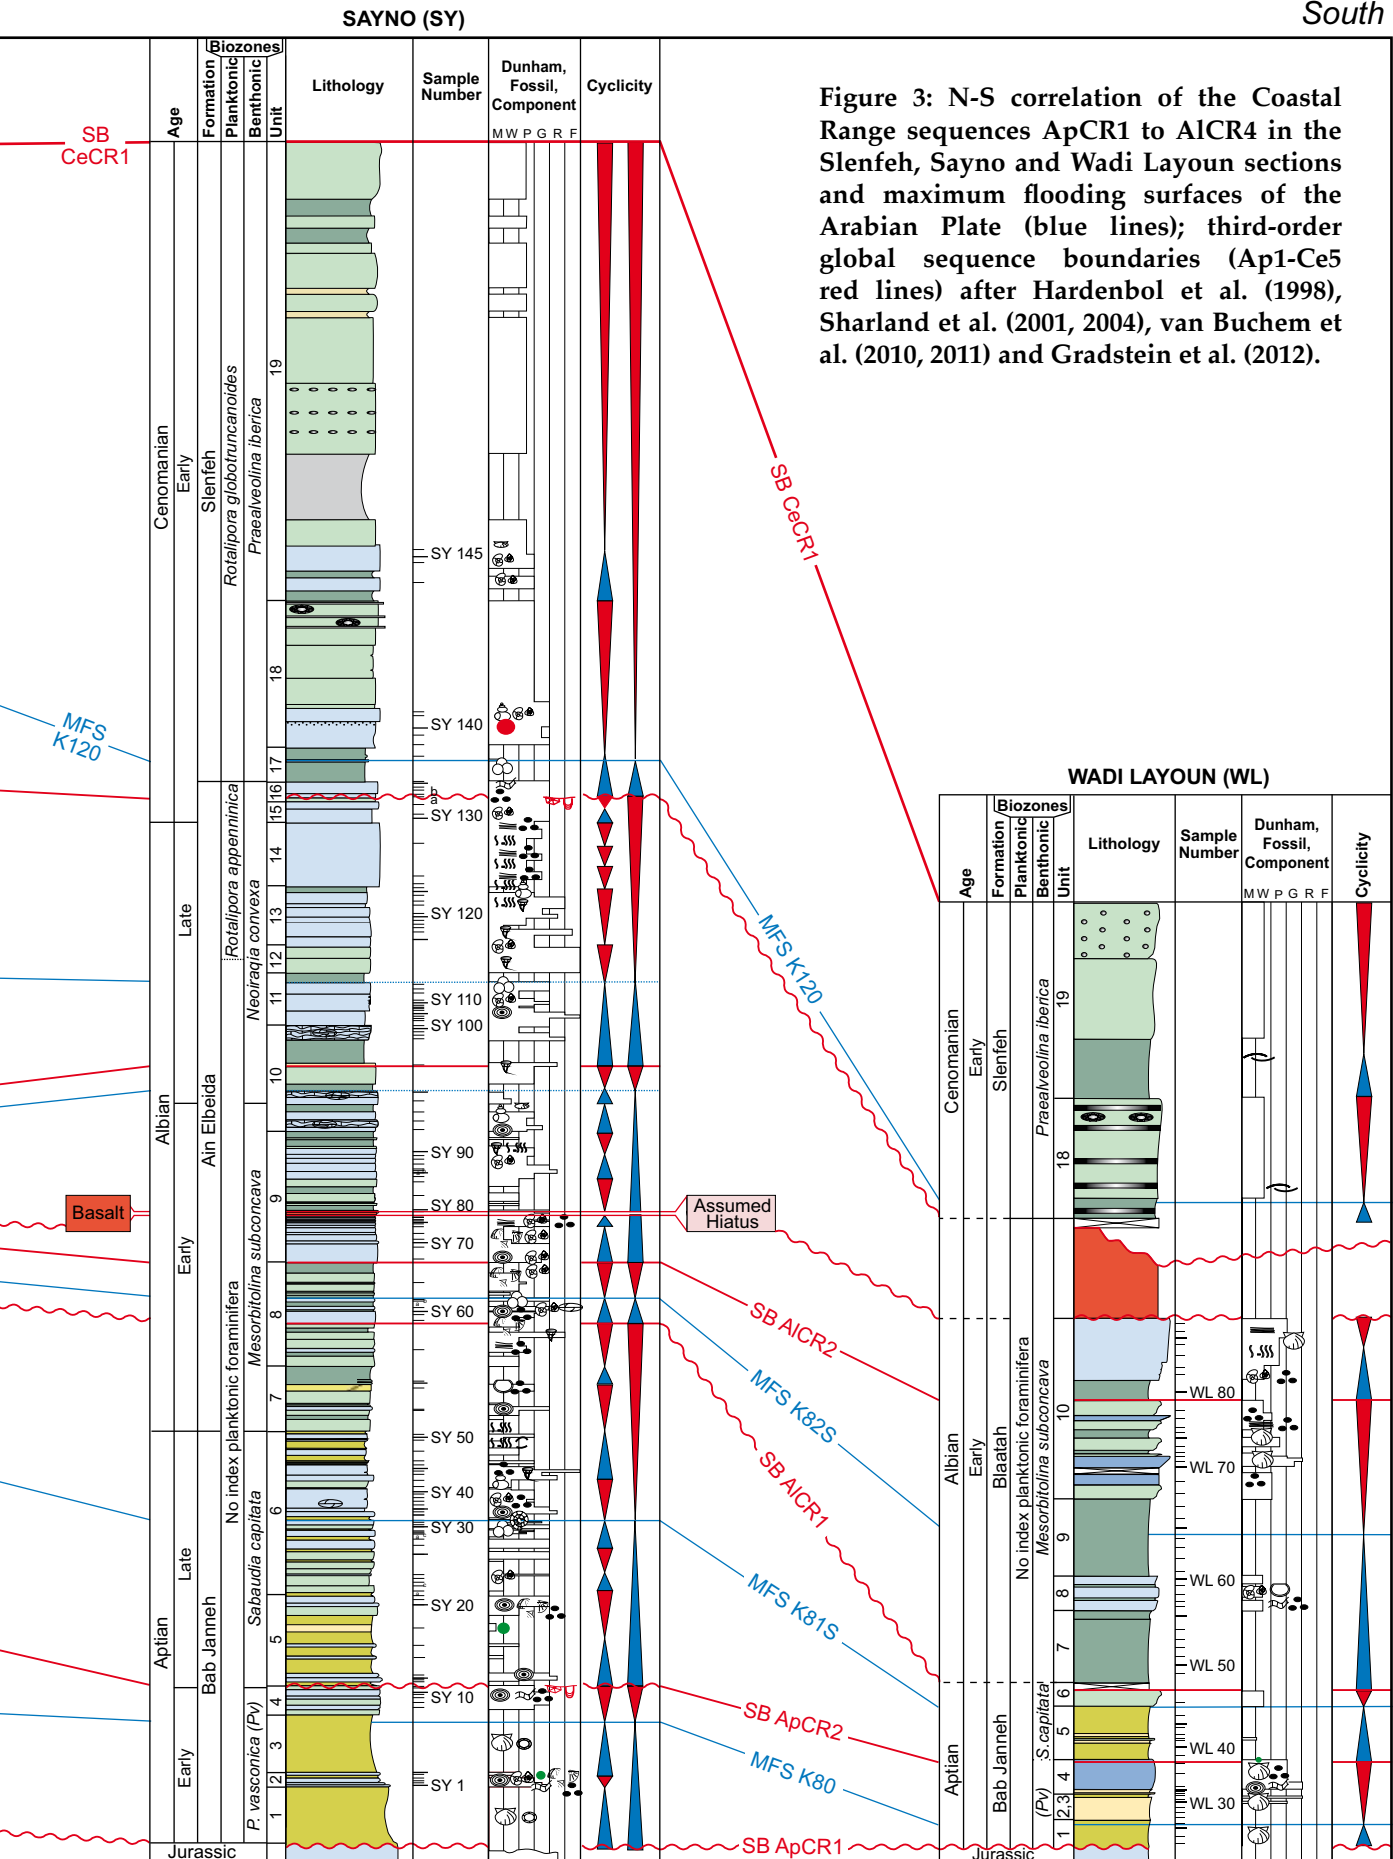 South
SAYNO (SY)
Age
Formation
Biozones
Planktonic
Benthonic
Unit
Lithology
Sample
Number
Dunham,
Fossil,
Component
M W P G R F
Cyclicity
Figure 3: N-S correlation of the Coastal
Range sequences ApCR1 to AlCR4 in the
Slenfeh, Sayno and Wadi Layoun sections
and maximum flooding surfaces of the
Arabian Plate (blue lines); third-order
global sequence boundaries (Ap1-Ce5
red lines) after Hardenbol et al. (1998),
Sharland et al. (2001, 2004), van Buchem et
al. (2010, 2011) and Gradstein et al. (2012).
SB
CeCR1
MFS
K120
Basalt
Cenomanian
Early
Slenfeh
Rotalipora globotruncanoides
Praealveolina iberica
19
18
17
16
15
14
13
12
11
10
9
8
7
6
5
4
3
2
1
Albian
Late
Early
Ain Elbeida
Rotalipora appenninica
Neoiraqia convexa
No index planktonic foraminifera
Mesorbitolina subconcava
Aptian
Late
Early
Bab Janneh
Sabaudia capitata
P. vasconica (Pv)
Jurassic
SY 145
SY 140
b
a
SY 130
SY 120
SY 110
SY 100
SY 90
SY 80
SY 70
SY 60
SY 50
SY 40
SY 30
SY 20
SY 10
SY 1
SB CeCR1
MFS K120
Assumed
Hiatus
SB AlCR2
MFS K82S
SB AlCR1
MFS K81S
SB ApCR2
MFS K80
SB ApCR1
WADI LAYOUN (WL)
Age
Formation
Biozones
Planktonic
Benthonic
Unit
Lithology
Sample
Number
Dunham,
Fossil,
Component
M W P G R F
Cyclicity
Cenomanian
Early
Slenfeh
Praealveolina iberica
19
18
Albian
Early
Blaatah
No index planktonic foraminifera
Mesorbitolina subconcava
10
9
8
7
6
5
4
2,3
1
Aptian
Bab Janneh
S.capitata
(Pv)
Jurassic
WL 80
WL 70
WL 60
WL 50
WL 40
WL 30